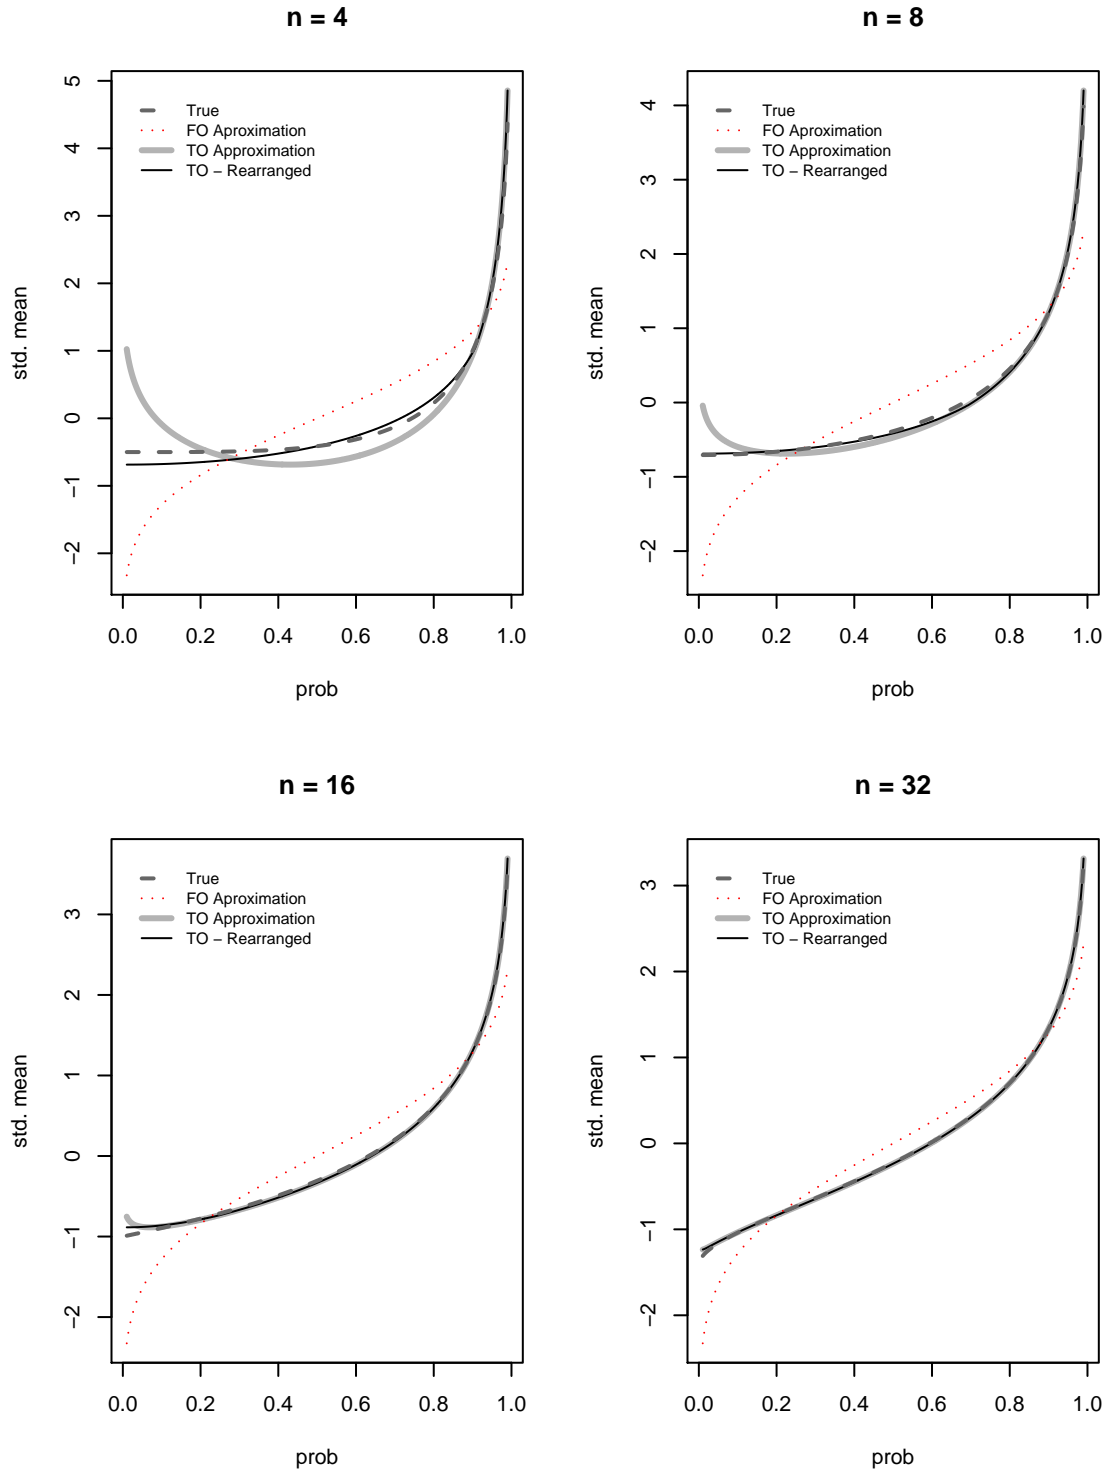 n = 4
5
4
3
2
1
0
−1
−2
std. mean
True
FO Aproximation
TO Approximation
TO − Rearranged
0.0 0.2 0.4 0.6 0.8 1.0
prob
n = 8
4
3
2
1
0
−1
−2
std. mean
True
FO Aproximation
TO Approximation
TO − Rearranged
0.0 0.2 0.4 0.6 0.8 1.0
prob
n = 16
3
2
1
0
−1
−2
std. mean
True
FO Aproximation
TO Approximation
TO − Rearranged
0.0 0.2 0.4 0.6 0.8 1.0
prob
n = 32
3
2
1
0
−1
−2
std. mean
True
FO Aproximation
TO Approximation
TO − Rearranged
0.0 0.2 0.4 0.6 0.8 1.0
prob